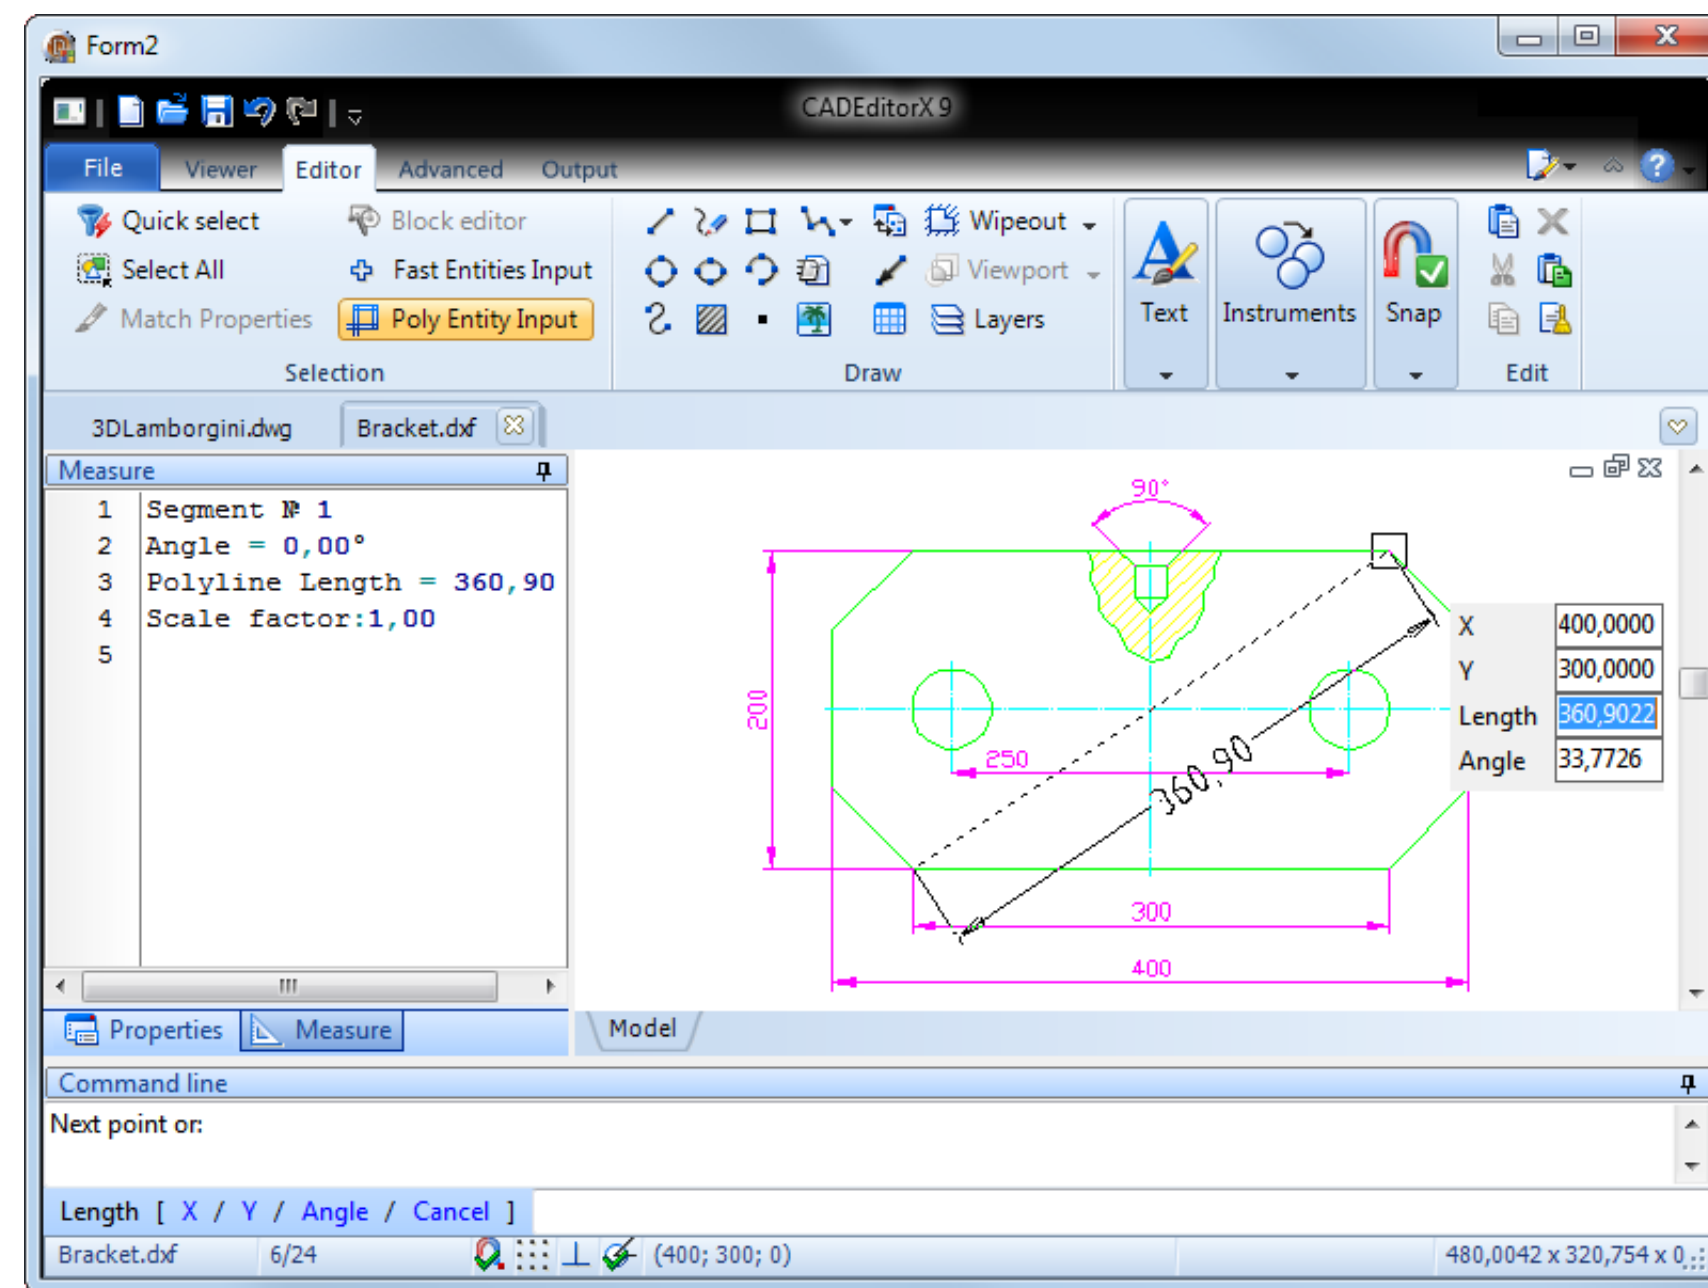 Form2
CADEditorX 9
File Viewer Editor Advanced Output
Quick select Block editor Wipeout
Select All Fast Entities Input Viewport
Match Properties Poly Entity Input Layers
Text Instruments Snap
Selection Draw Edit
3DLamborgini.dwg Bracket.dxf
Measure
1 Segment № 1
2 Angle = 0,00°
3 Polyline Length = 360,90
4 Scale factor:1,00
5
90°
X 400,0000
Y 300,0000
Length 360,9022
Angle 33,7726
200
250
360,90
300
400
Properties Measure Model
Command line
Next point or:
Length [ X / Y / Angle / Cancel ]
Bracket.dxf 6/24 (400; 300; 0) 480,0042 x 320,754 x 0